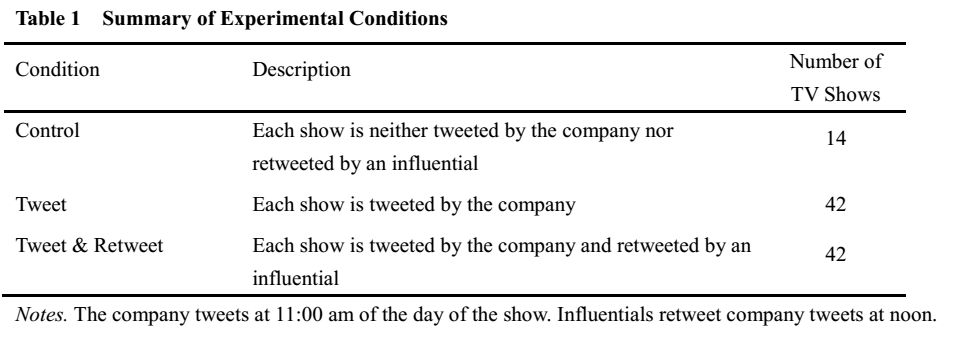 Table 1 Summary of Experimental Conditions
Condition Description Number of
TV Shows
Control Each show is neither tweeted by the company nor
retweeted by an influential 14
Tweet Each show is tweeted by the company 42
Tweet & Retweet Each show is tweeted by the company and retweeted by an
influential 42
Notes. The company tweets at 11:00 am of the day of the show. Influentials retweet company tweets at noon.